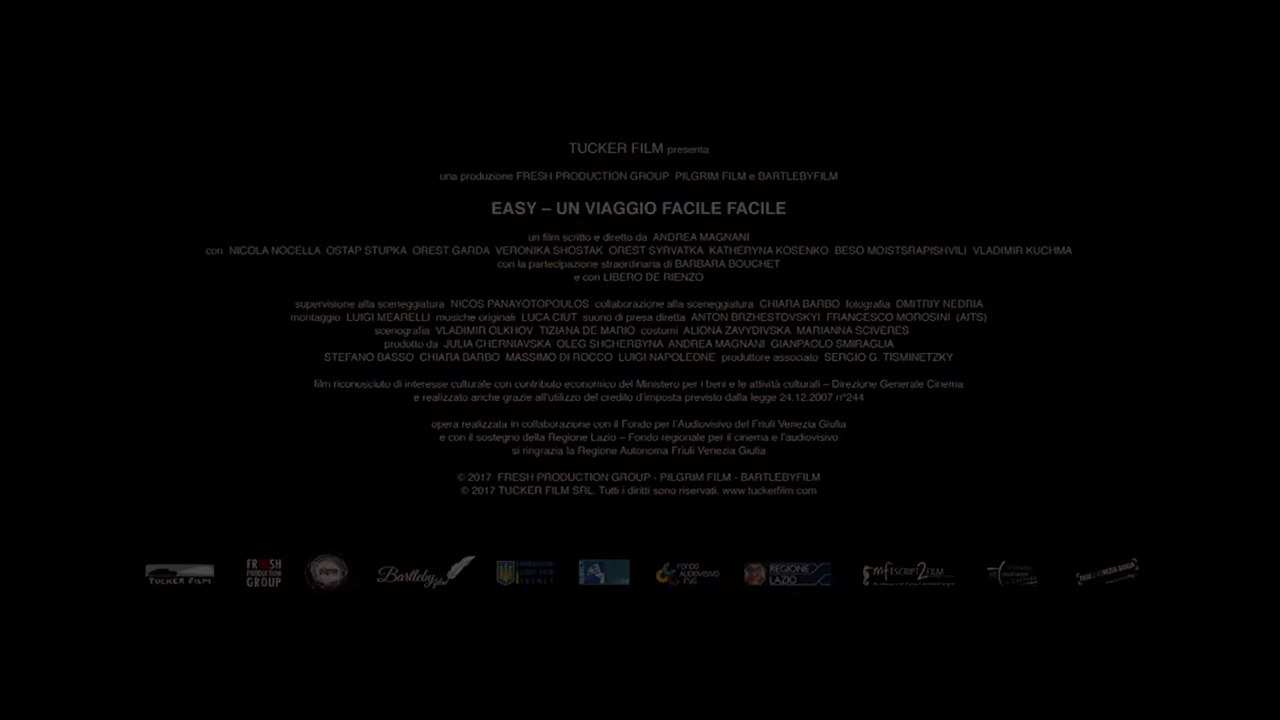 TUCKER FILM presenta
una produzione FRESH PRODUCTION GROUP PILGRIM FILM e BARTLEBYFILM
EASY – UN VIAGGIO FACILE FACILE
un film scritto e diretto da ANDREA MAGNANI
con NICOLA NOCELLA OSTAP STUPKA OREST GARDA VERONIKA SHOSTAK OREST SYRVATKA KATHERYNA KOSENKO BESO MOISTSRAPISHVILI VLADIMIR KUCHMA
con la partecipazione straordinaria di BARBARA BOUCHET
e con LIBERO DE RIENZO
supervisione alla sceneggiatura NICOS PANAYOTOPOULOS collaborazione alla sceneggiatura CHIARA BARBO fotografia DMITRIY NEDRIA
montaggio LUIGI MEARELLI musiche originali LUCA CIUT suono di presa diretta ANTON BRZHESTOVSKYI FRANCESCO MOROSINI (AITS)
scenografia VLADIMIR OLKHOV TIZIANA DE MARIO costumi ALIONA ZAVYDIVSKA MARIANNA SCIVERES
prodotto da JULIA CHERNIAVSKA OLEG SHCHERBYNA ANDREA MAGNANI GIANPAOLO SMIRAGLIA
STEFANO BASSO CHIARA BARBO MASSIMO DI ROCCO LUIGI NAPOLEONE produttore associato SERGIO G. TISMINETZKY
film riconosciuto di interesse culturale con contributo economico del Ministero per i beni e le attività culturali – Direzione Generale Cinema
e realizzato anche grazie all'utilizzo del credito d'imposta previsto dalla legge 24.12.2007 n°244
opera realizzata in collaborazione con il Fondo per l'Audiovisivo del Friuli Venezia Giulia
e con il sostegno della Regione Lazio – Fondo regionale per il cinema e l'audiovisivo
si ringrazia la Regione Autonoma Friuli Venezia Giulia
© 2017 FRESH PRODUCTION GROUP - PILGRIM FILM - BARTLEBYFILM
© 2017 TUCKER FILM SRL. Tutti i diritti sono riservati. www.tuckerfilm.com
TUCKER FILM
FRESH PRODUCTION GROUP
Bartleby film
FONDO AUDIOVISIVO FVG
REGIONE LAZIO
mfi SCRIPT2FILM